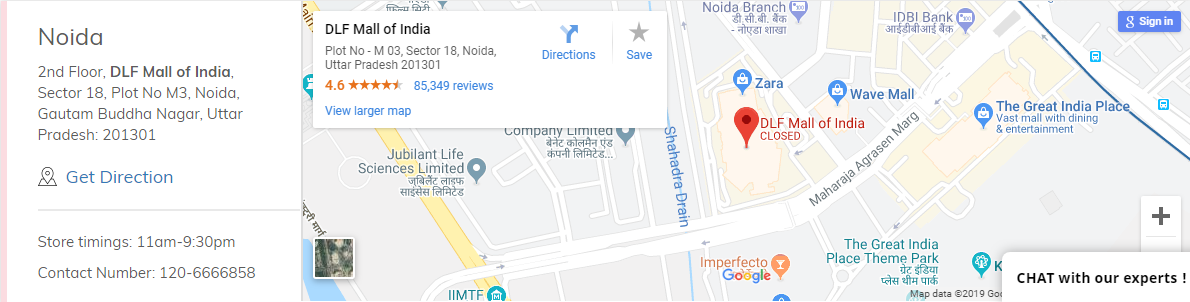 Noida
2nd Floor, DLF Mall of India,
Sector 18, Plot No M3, Noida,
Gautam Buddha Nagar, Uttar
Pradesh: 201301
Get Direction
Store timings: 11am-9:30pm
Contact Number: 120-6666858
DLF Mall of India
Plot No - M 03, Sector 18, Noida,
Uttar Pradesh 201301
4.6
85,349 reviews
View larger map
Directions
Save
फिल्म सिटी
Noida Branch
डी.सी.बी. बैंक
- नोएडा शाखा
IDBI Bank
आईडीबीआई बैंक
Sign in
Zara
Wave Mall
DLF Mall of India
CLOSED
The Great India Place
Vast mall with dining
& entertainment
Company Limited
बेनेट कोलमैन एंड
कंपनी लिमिटेड...
Jubilant Life
Sciences Limited
जुबिलैंट लाइफ
साइंसेस लिमिटेड
Shahadra Drain
Maharaja Agrasen Marg
The Great India
Place Theme Park
ग्रेट इंडिया
प्लेस थीम पार्क
Imperfecto
Google
IIMTF
K
Map data ©2019 Goo
CHAT with our experts !